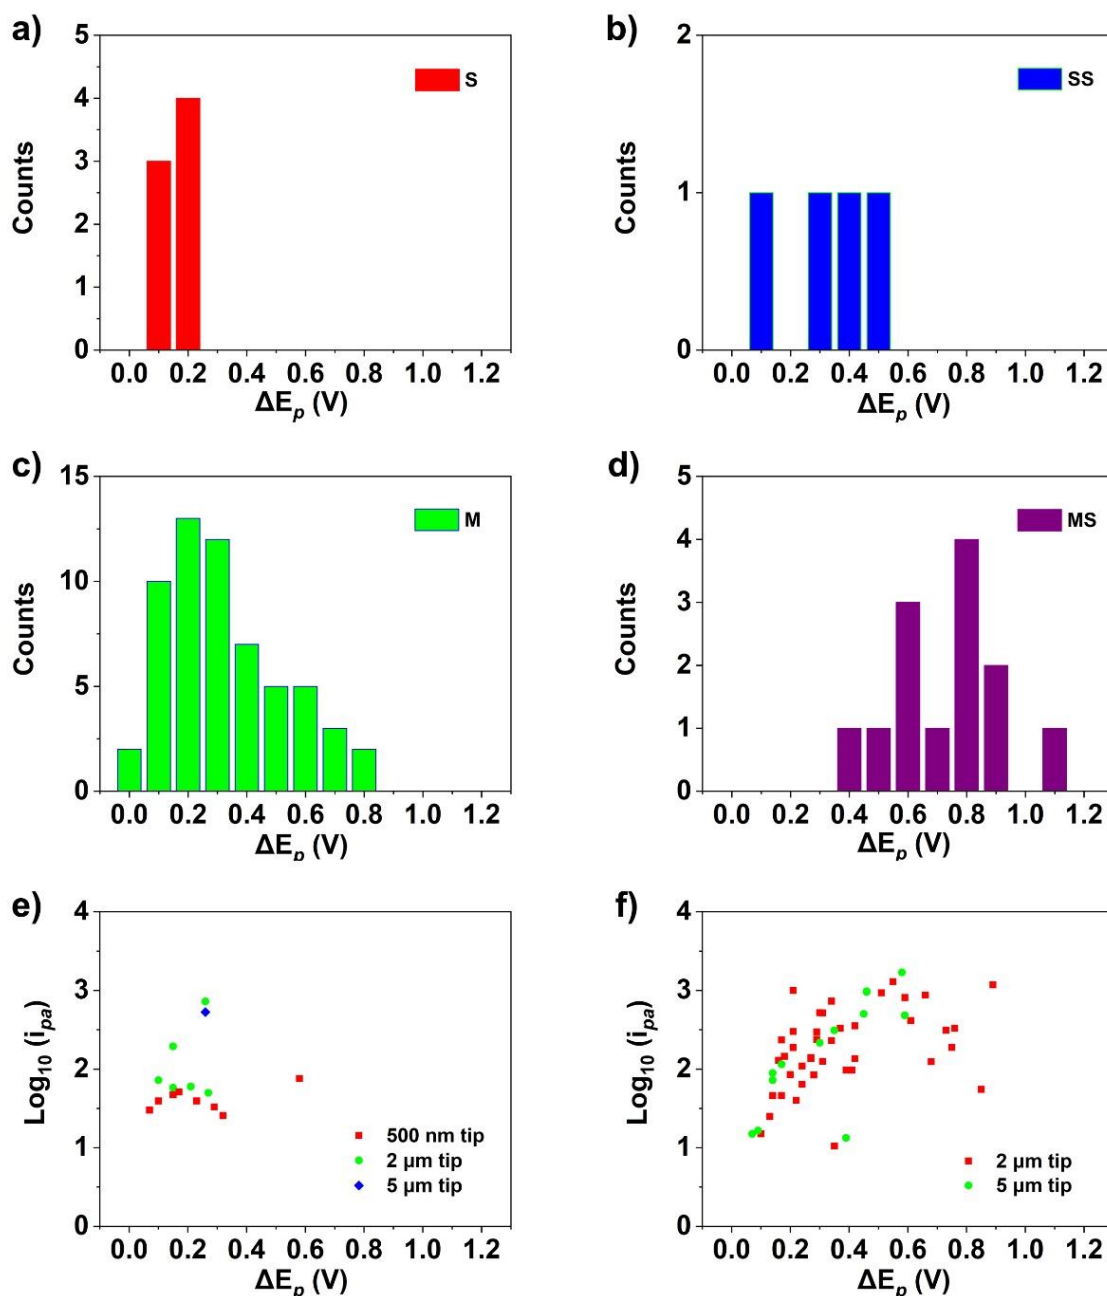 a)
5
4
3
2
1
0
Counts
S
0.0 0.2 0.4 0.6 0.8 1.0 1.2
ΔEp (V)
b)
2
1
0
Counts
SS
0.0 0.2 0.4 0.6 0.8 1.0 1.2
ΔEp (V)
c)
15
10
5
0
Counts
M
0.0 0.2 0.4 0.6 0.8 1.0 1.2
ΔEp (V)
d)
5
4
3
2
1
0
Counts
MS
0.0 0.2 0.4 0.6 0.8 1.0 1.2
ΔEp (V)
e)
4
3
2
1
0
Log10 (ipa)
500 nm tip
2 µm tip
5 µm tip
0.0 0.2 0.4 0.6 0.8 1.0 1.2
ΔEp (V)
f)
4
3
2
1
0
Log10 (ipa)
2 µm tip
5 µm tip
0.0 0.2 0.4 0.6 0.8 1.0 1.2
ΔEp (V)